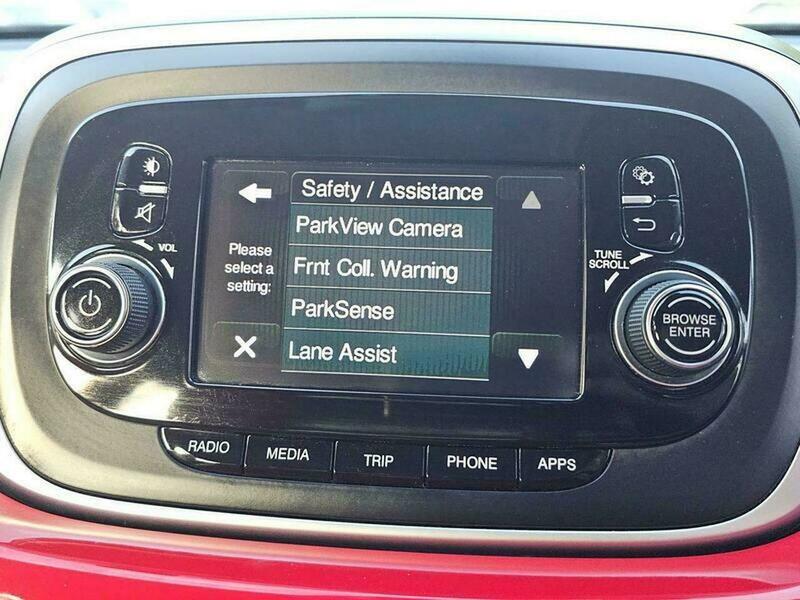 Safety / Assistance
ParkView Camera
Please
select a
setting:
Frnt Coll. Warning
ParkSense
Lane Assist
VOL
TUNE
SCROLL
BROWSE
ENTER
RADIO
MEDIA
TRIP
PHONE
APPS